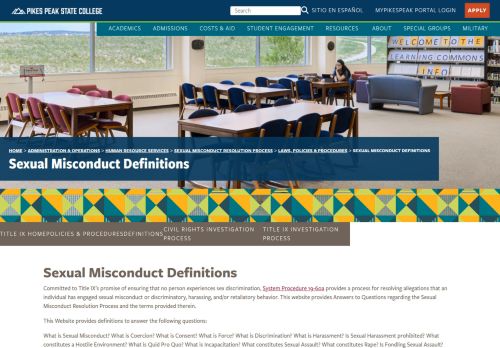 PIKES PEAK STATE COLLEGE
Search
SITIO EN ESPAÑOL
MYPIKESPEAK PORTAL LOGIN
APPLY
ACADEMICS ADMISSIONS COSTS & AID STUDENT ENGAGEMENT RESOURCES ABOUT SPECIAL GROUPS MILITARY
WELCOME TO THE
LEARNING COMMONS
INFO
HOME > ADMINISTRATION & OPERATIONS > HUMAN RESOURCE SERVICES > SEXUAL MISCONDUCT RESOLUTION PROCESS > LAWS, POLICIES & PROCEDURES > SEXUAL MISCONDUCT DEFINITIONS
Sexual Misconduct Definitions
TITLE IX HOME POLICIES & PROCEDURES DEFINITIONS CIVIL RIGHTS INVESTIGATION PROCESS TITLE IX INVESTIGATION PROCESS
Sexual Misconduct Definitions
Committed to Title IX's promise of ensuring that no person experiences sex discrimination, System Procedure 19-60a provides a process for resolving allegations that
an individual has engaged sexual misconduct or discriminatory, harassing, and/or retaliatory behavior. This website provides Answers to Questions regarding the Sexual
Misconduct Resolution Process and the terms provided therein.
This Website provides definitions to answer the following questions:
What is Sexual Misconduct? What is Coercion? What is Consent? What is Force? What is Discrimination? What is Harassment? Is Sexual Harassment prohibited? What
constitutes a Hostile Environment? What is Quid Pro Quo? What is Incapacitation? What constitutes Sexual Assault? What constitutes Rape? Is Fondling Sexual Assault?